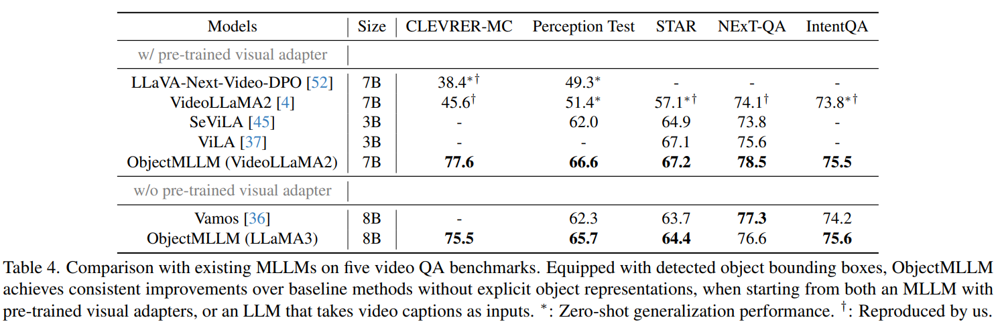 Models Size CLEVRER-MC Perception Test STAR NExT-QA IntentQA
w/ pre-trained visual adapter
LLaVA-Next-Video-DPO [52] 7B 38.4*† 49.3* - - -
VideoLLaMA2 [4] 7B 45.6† 51.4* 57.1*† 74.1† 73.8*†
SeViLA [45] 3B - 62.0 64.9 73.8 -
ViLA [37] 3B - - 67.1 75.6 -
ObjectMLLM (VideoLLaMA2) 7B 77.6 66.6 67.2 78.5 75.5
w/o pre-trained visual adapter
Vamos [36] 8B - 62.3 63.7 77.3 74.2
ObjectMLLM (LLaMA3) 8B 75.5 65.7 64.4 76.6 75.6
Table 4. Comparison with existing MLLMs on five video QA benchmarks. Equipped with detected object bounding boxes, ObjectMLLM
achieves consistent improvements over baseline methods without explicit object representations, when starting from both an MLLM with
pre-trained visual adapters, or an LLM that takes video captions as inputs. *: Zero-shot generalization performance. †: Reproduced by us.